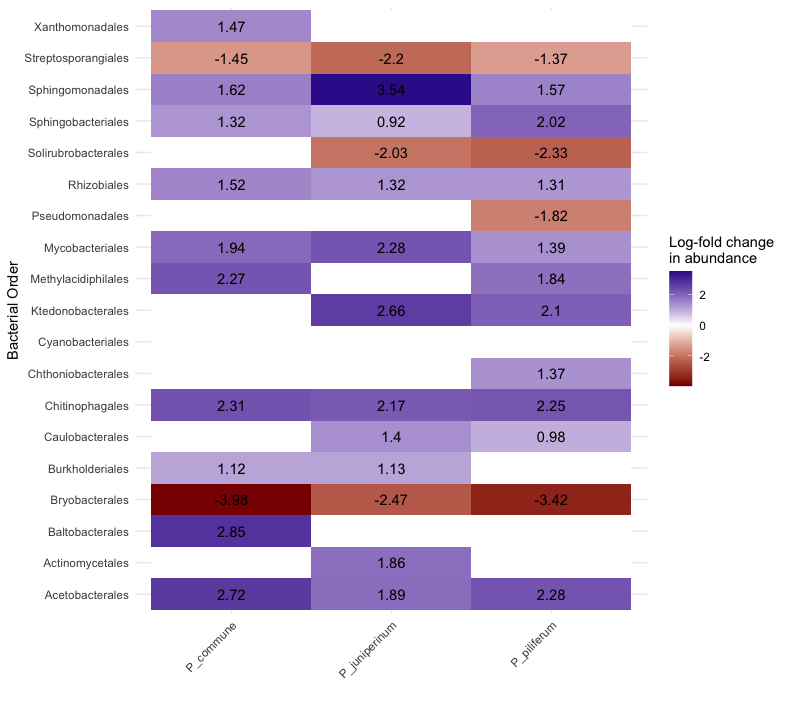 Xanthomonadales 1.47
Streptosporangiales -1.45 -2.2 -1.37
Sphingomonadales 1.62 3.54 1.57
Sphingobacteriales 1.32 0.92 2.02
Solirubrobacterales -2.03 -2.33
Rhizobiales 1.52 1.32 1.31
Pseudomonadales -1.82
Mycobacteriales 1.94 2.28 1.39
Methylacidiphilales 2.27 1.84
Ktedonobacterales 2.66 2.1
Cyanobacteriales
Chthoniobacterales 1.37
Chitinophagales 2.31 2.17 2.25
Caulobacterales 1.4 0.98
Burkholderiales 1.12 1.13
Bryobacterales -3.98 -2.47 -3.42
Baltobacterales 2.85
Actinomycetales 1.86
Acetobacterales 2.72 1.89 2.28
P_commune P_juniperinum P_piliferum
Bacterial Order
Log-fold change
in abundance
2
0
-2